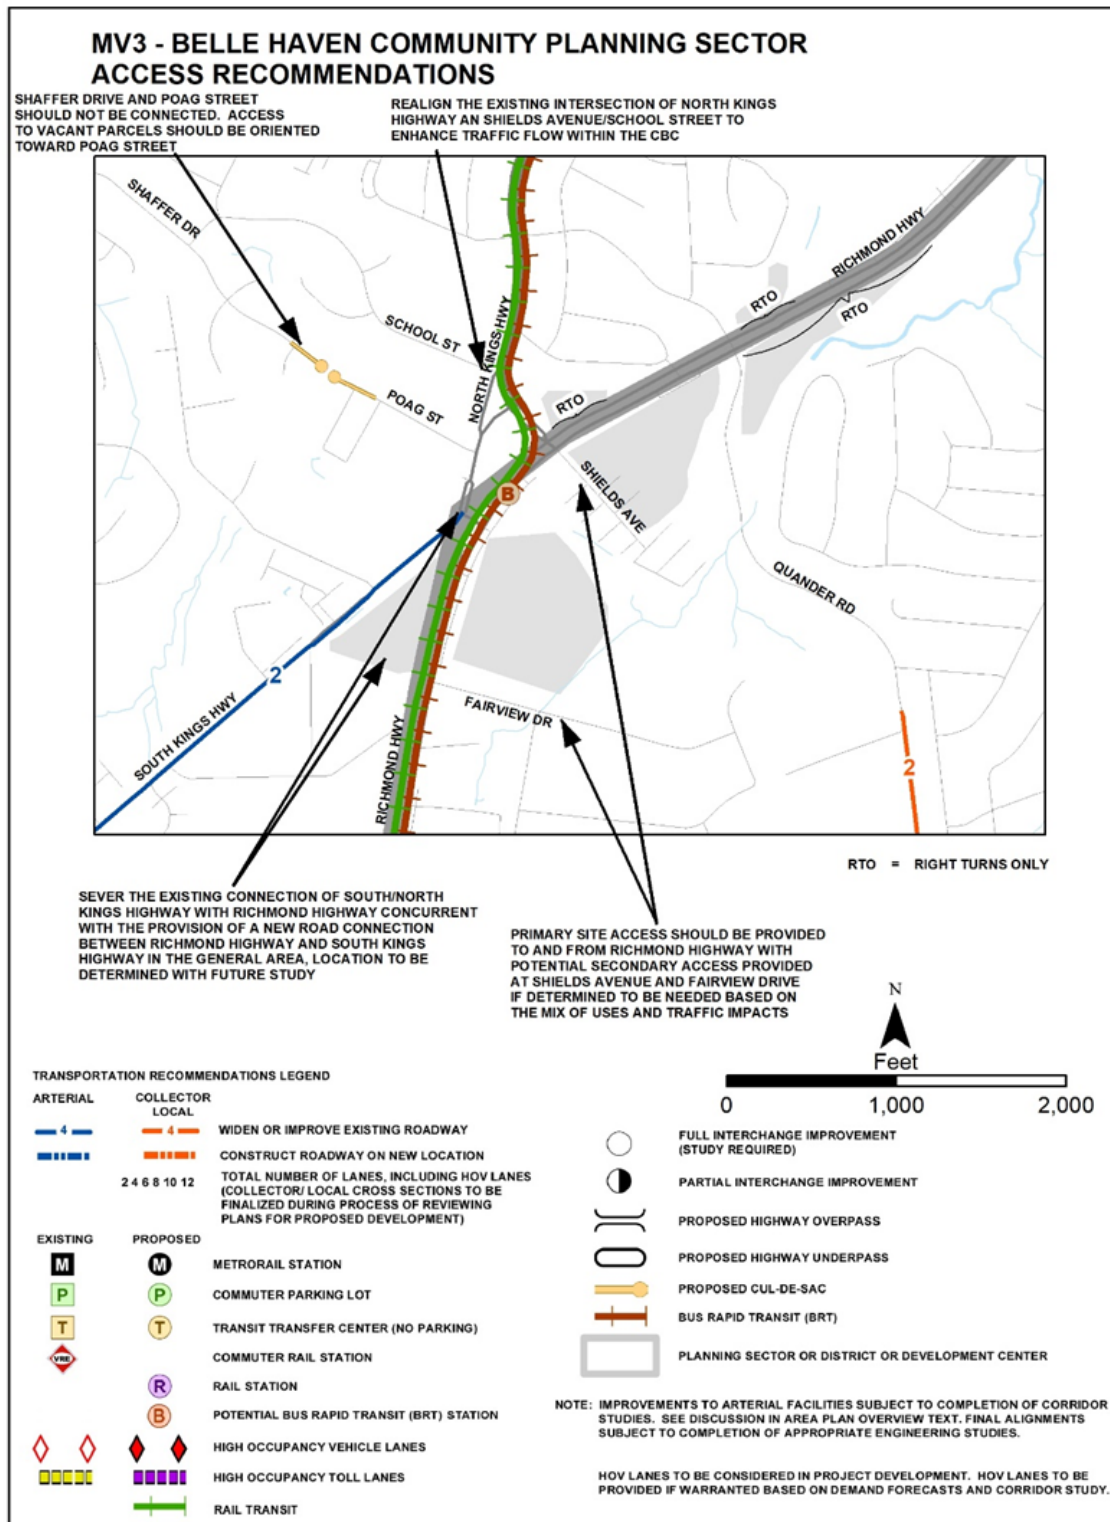 MV3 - BELLE HAVEN COMMUNITY PLANNING SECTOR
ACCESS RECOMMENDATIONS
SHAFFER DRIVE AND POAG STREET
SHOULD NOT BE CONNECTED. ACCESS
TO VACANT PARCELS SHOULD BE ORIENTED
TOWARD POAG STREET
REALIGN THE EXISTING INTERSECTION OF NORTH KINGS
HIGHWAY AN SHIELDS AVENUE/SCHOOL STREET TO
ENHANCE TRAFFIC FLOW WITHIN THE CBC
SHAFFER DR
SCHOOL ST
NORTH KINGS HWY
POAG ST
RICHMOND HWY
RTO
RTO
RTO
B
SHIELDS AVE
QUANDER RD
2
SOUTH KINGS HWY
FAIRVIEW DR
RICHMOND HWY
2
RTO = RIGHT TURNS ONLY
SEVER THE EXISTING CONNECTION OF SOUTH/NORTH
KINGS HIGHWAY WITH RICHMOND HIGHWAY CONCURRENT
WITH THE PROVISION OF A NEW ROAD CONNECTION
BETWEEN RICHMOND HIGHWAY AND SOUTH KINGS
HIGHWAY IN THE GENERAL AREA, LOCATION TO BE
DETERMINED WITH FUTURE STUDY
PRIMARY SITE ACCESS SHOULD BE PROVIDED
TO AND FROM RICHMOND HIGHWAY WITH
POTENTIAL SECONDARY ACCESS PROVIDED
AT SHIELDS AVENUE AND FAIRVIEW DRIVE
IF DETERMINED TO BE NEEDED BASED ON
THE MIX OF USES AND TRAFFIC IMPACTS
N
Feet
0 1,000 2,000
TRANSPORTATION RECOMMENDATIONS LEGEND
ARTERIAL COLLECTOR
LOCAL
4 4 WIDEN OR IMPROVE EXISTING ROADWAY
CONSTRUCT ROADWAY ON NEW LOCATION
2 4 6 8 10 12 TOTAL NUMBER OF LANES, INCLUDING HOV LANES
(COLLECTOR/ LOCAL CROSS SECTIONS TO BE
FINALIZED DURING PROCESS OF REVIEWING
PLANS FOR PROPOSED DEVELOPMENT)
EXISTING PROPOSED
M M METRORAIL STATION
P P COMMUTER PARKING LOT
T T TRANSIT TRANSFER CENTER (NO PARKING)
VRE COMMUTER RAIL STATION
R RAIL STATION
B POTENTIAL BUS RAPID TRANSIT (BRT) STATION
HIGH OCCUPANCY VEHICLE LANES
HIGH OCCUPANCY TOLL LANES
RAIL TRANSIT
FULL INTERCHANGE IMPROVEMENT
(STUDY REQUIRED)
PARTIAL INTERCHANGE IMPROVEMENT
PROPOSED HIGHWAY OVERPASS
PROPOSED HIGHWAY UNDERPASS
PROPOSED CUL-DE-SAC
BUS RAPID TRANSIT (BRT)
PLANNING SECTOR OR DISTRICT OR DEVELOPMENT CENTER
NOTE: IMPROVEMENTS TO ARTERIAL FACILITIES SUBJECT TO COMPLETION OF CORRIDOR
STUDIES. SEE DISCUSSION IN AREA PLAN OVERVIEW TEXT. FINAL ALIGNMENTS
SUBJECT TO COMPLETION OF APPROPRIATE ENGINEERING STUDIES.
HOV LANES TO BE CONSIDERED IN PROJECT DEVELOPMENT. HOV LANES TO BE
PROVIDED IF WARRANTED BASED ON DEMAND FORECASTS AND CORRIDOR STUDY.